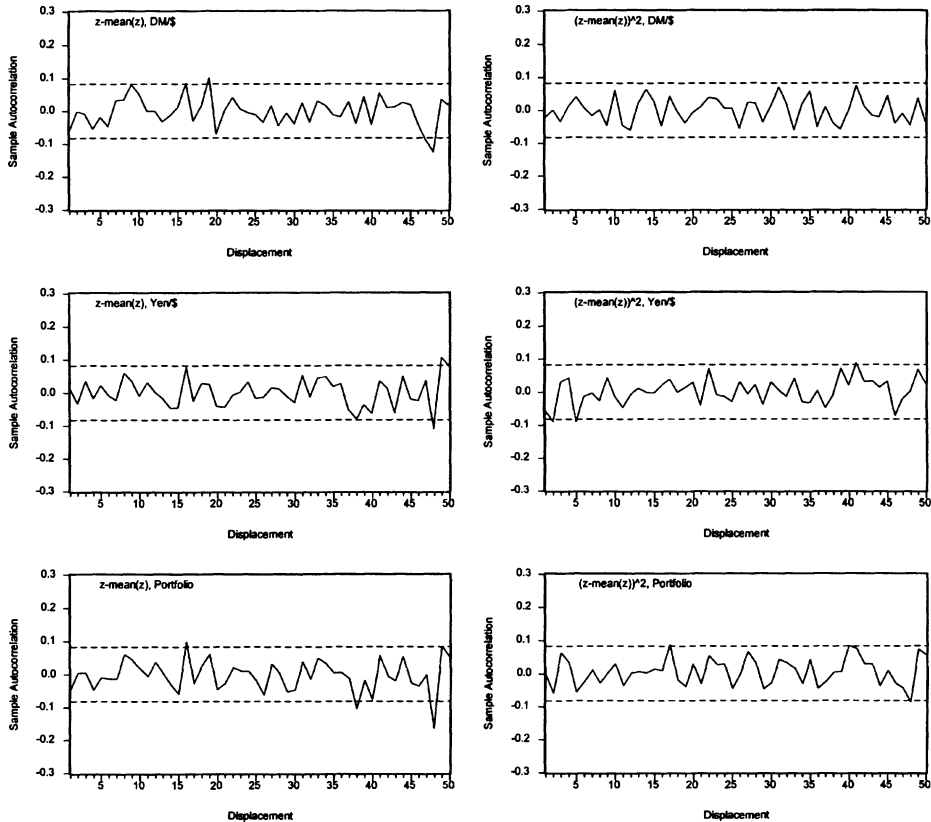 z-mean(z), DM/$
Sample Autocorrelation
0.3
0.2
0.1
0.0
-0.1
-0.2
-0.3
5 10 15 20 25 30 35 40 45 50
Displacement
(z-mean(z))^2, DM/$
Sample Autocorrelation
0.3
0.2
0.1
0.0
-0.1
-0.2
-0.3
5 10 15 20 25 30 35 40 45 50
Displacement
z-mean(z), Yen/$
Sample Autocorrelation
0.3
0.2
0.1
0.0
-0.1
-0.2
-0.3
5 10 15 20 25 30 35 40 45 50
Displacement
(z-mean(z))^2, Yen/$
Sample Autocorrelation
0.3
0.2
0.1
0.0
-0.1
-0.2
-0.3
5 10 15 20 25 30 35 40 45 50
Displacement
z-mean(z), Portfolio
Sample Autocorrelation
0.3
0.2
0.1
0.0
-0.1
-0.2
-0.3
5 10 15 20 25 30 35 40 45 50
Displacement
(z-mean(z))^2, Portfolio
Sample Autocorrelation
0.3
0.2
0.1
0.0
-0.1
-0.2
-0.3
5 10 15 20 25 30 35 40 45 50
Displacement